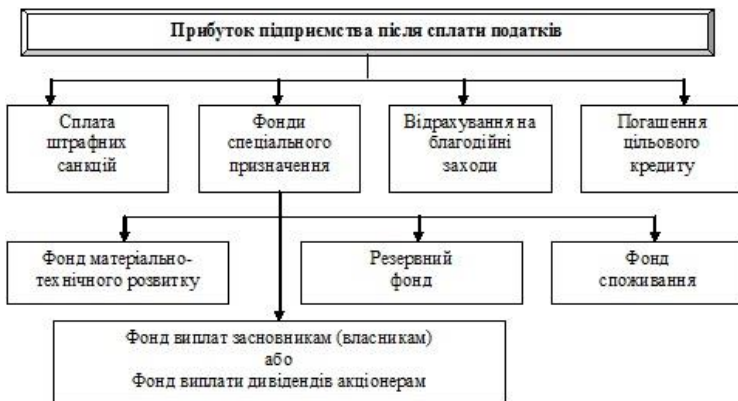 Прибуток підприємства після сплати податків
Сплата
штрафних
санкцій
Фонди
спеціального
призначення
Відрахування на
благодійні
заходи
Погашення
цільового
кредиту
Фонд матеріально-
технічного розвитку
Резервний
фонд
Фонд
споживання
Фонд виплат засновникам (власникам)
або
Фонд виплати дивидендів акціонерам